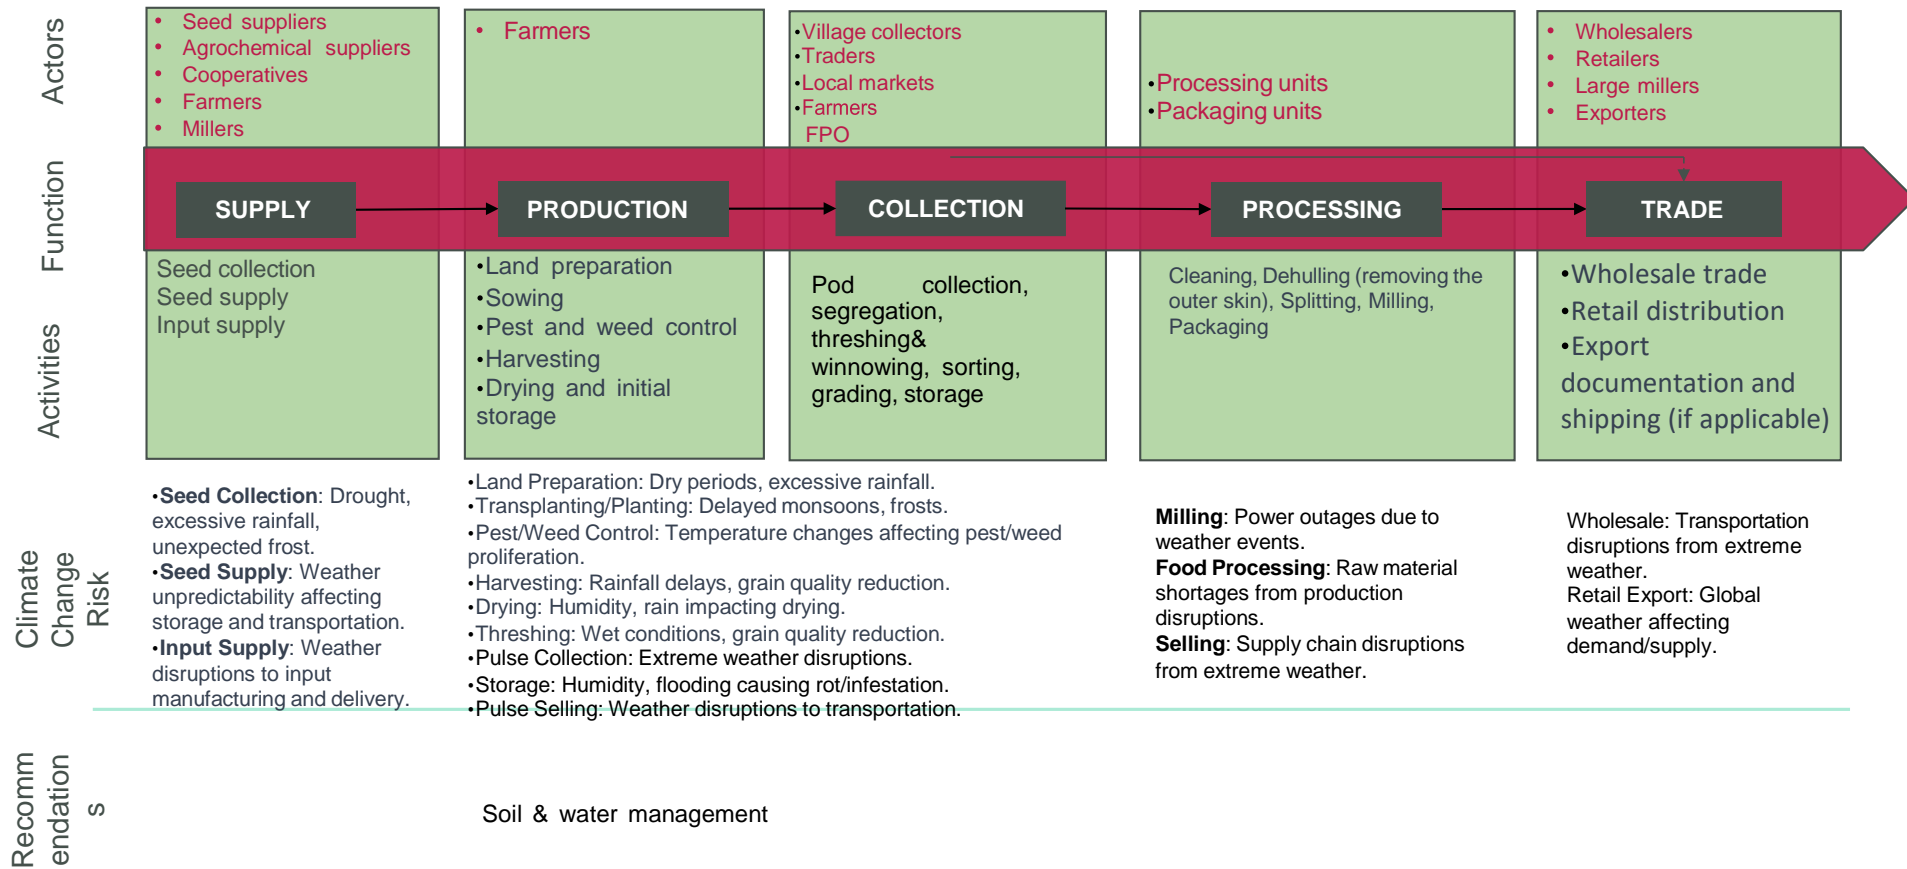 Actors
• Seed suppliers
• Agrochemical suppliers
• Cooperatives
• Farmers
• Millers
• Farmers
•Village collectors
•Traders
•Local markets
•Farmers
FPO
•Processing units
•Packaging units
• Wholesalers
• Retailers
• Large millers
• Exporters
Function
SUPPLY
PRODUCTION
COLLECTION
PROCESSING
TRADE
Activities
Seed collection
Seed supply
Input supply
•Land preparation
•Sowing
•Pest and weed control
•Harvesting
•Drying and initial
storage
Pod collection,
segregation,
threshing&
winnowing, sorting,
grading, storage
Cleaning, Dehulling (removing the
outer skin), Splitting, Milling,
Packaging
•Wholesale trade
•Retail distribution
•Export
documentation and
shipping (if applicable)
Climate
Change
Risk
•Seed Collection: Drought,
excessive rainfall,
unexpected frost.
•Seed Supply: Weather
unpredictability affecting
storage and transportation.
•Input Supply: Weather
disruptions to input
manufacturing and delivery.
•Land Preparation: Dry periods, excessive rainfall.
•Transplanting/Planting: Delayed monsoons, frosts.
•Pest/Weed Control: Temperature changes affecting pest/weed
proliferation.
•Harvesting: Rainfall delays, grain quality reduction.
•Drying: Humidity, rain impacting drying.
•Threshing: Wet conditions, grain quality reduction.
•Pulse Collection: Extreme weather disruptions.
•Storage: Humidity, flooding causing rot/infestation.
•Pulse Selling: Weather disruptions to transportation.
Milling: Power outages due to
weather events.
Food Processing: Raw material
shortages from production
disruptions.
Selling: Supply chain disruptions
from extreme weather.
Wholesale: Transportation
disruptions from extreme
weather.
Retail Export: Global
weather affecting
demand/supply.
Recomm
endation
s
Soil & water management